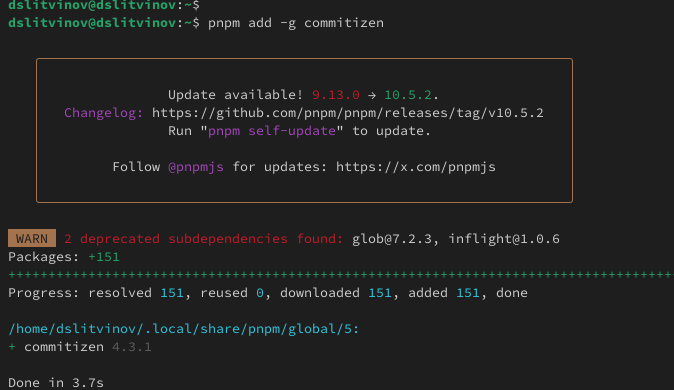 dslitvinov@dslitvinov:~$
dslitvinov@dslitvinov:~$ pnpm add -g commitizen
Update available! 9.13.0 → 10.5.2.
Changelog: https://github.com/pnpm/pnpm/releases/tag/v10.5.2
Run "pnpm self-update" to update.
Follow @pnpmjs for updates: https://x.com/pnpmjs
WARN 2 deprecated subdependencies found: glob@7.2.3, inflight@1.0.6
Packages: +151
++++++++++++++++++++++++++++++++++++++++++++++++++++++++++++++++++++++++++++++++++++
Progress: resolved 151, reused 0, downloaded 151, added 151, done
/home/dslitvinov/.local/share/pnpm/global/5:
+ commitizen 4.3.1
Done in 3.7s